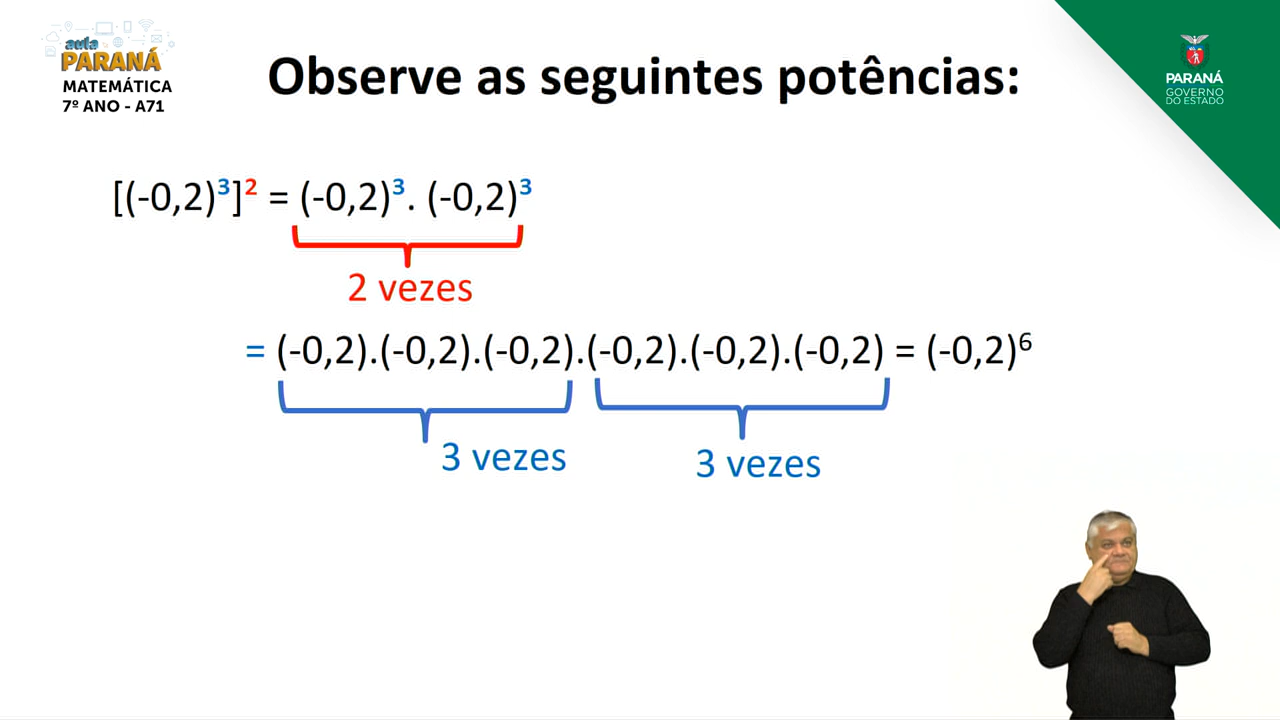 aula
PARANÁ
MATEMÁTICA
7º ANO - A71
Observe as seguintes potências:
PARANÁ
GOVERNO
DO ESTADO
[(-0,2)³]² = (-0,2)³. (-0,2)³
2 vezes
= (-0,2).(-0,2).(-0,2).(-0,2).(-0,2).(-0,2) = (-0,2)⁶
3 vezes 3 vezes